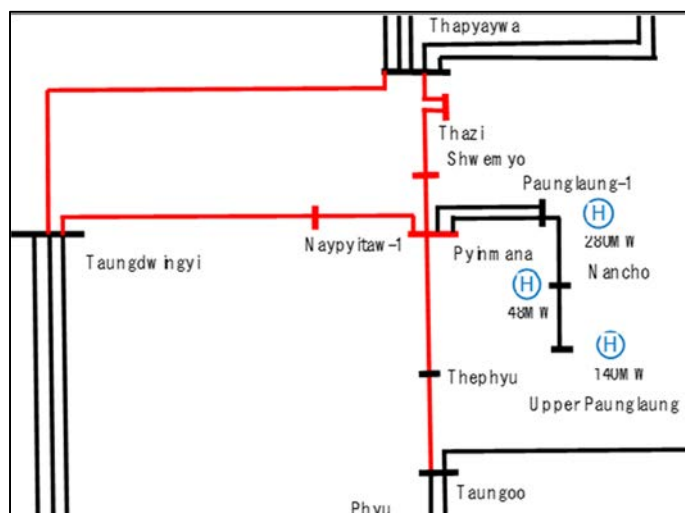 Thapyaywa
Thazi
Shwemyo
Paunglaung-1
H
280MW
Naypyitaw-1
Pyinmana
Taungdwingyi
Nancho
H
48MW
H
140MW
Thephyu
Upper Paunglaung
Taungoo
Phyu